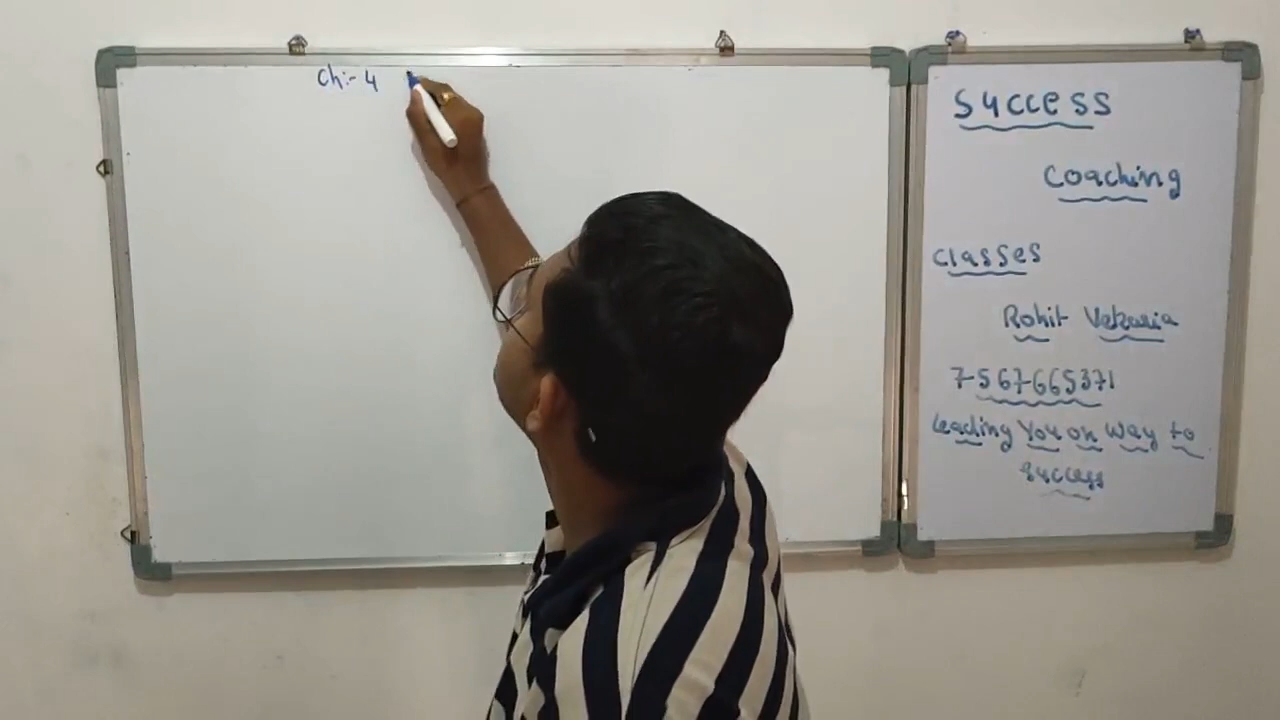 Ch:- 4
Success
Coaching
Classes
Rohit Vekaria
7567665371
Leading You on Way to
Success